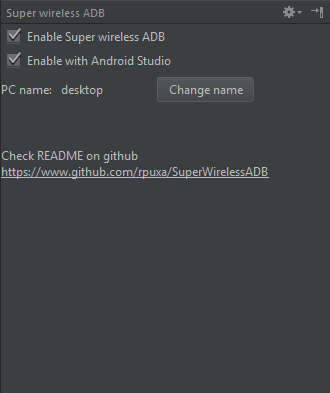 Super wireless ADB
Enable Super wireless ADB
Enable with Android Studio
PC name: desktop Change name
Check README on github
https://www.github.com/rpuxa/SuperWirelessADB